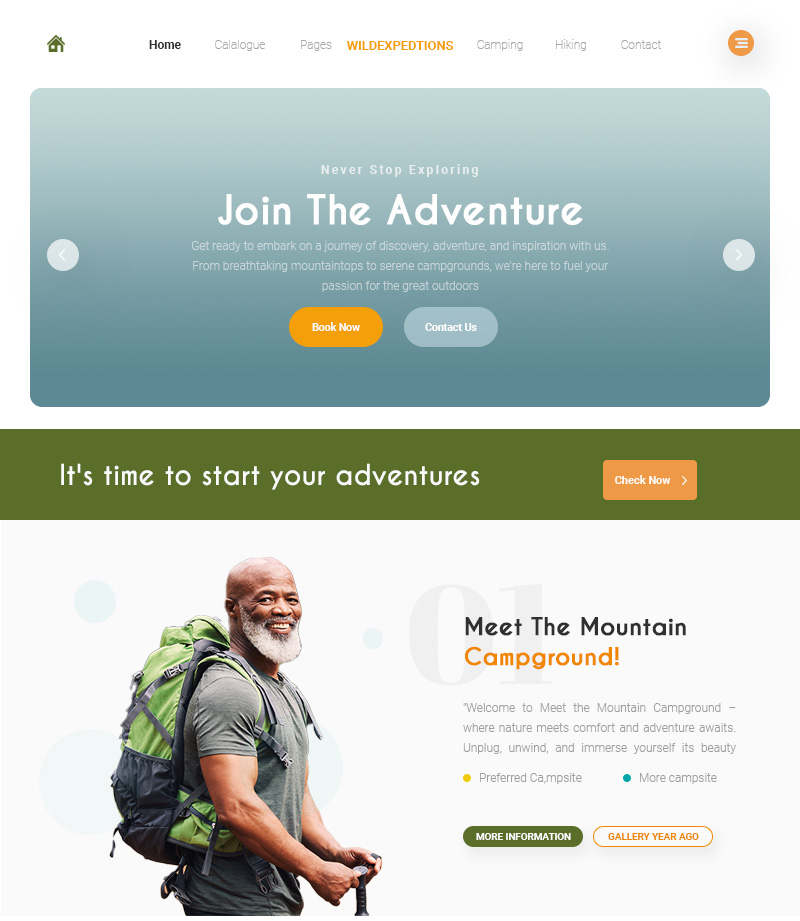 Home Calalogue Pages WILDEXPEDTIONS Camping Hiking Contact
Never Stop Exploring
Join The Adventure
Get ready to embark on a journey of discovery, adventure, and inspiration with us.
From breathtaking mountaintops to serene campgrounds, we're here to fuel your
passion for the great outdoors
Book Now Contact Us
It's time to start your adventures
Check Now
01
Meet The Mountain
Campground!
"Welcome to Meet the Mountain Campground –
where nature meets comfort and adventure awaits.
Unplug, unwind, and immerse yourself its beauty
Preferred Ca,mpsite More campsite
MORE INFORMATION GALLERY YEAR AGO